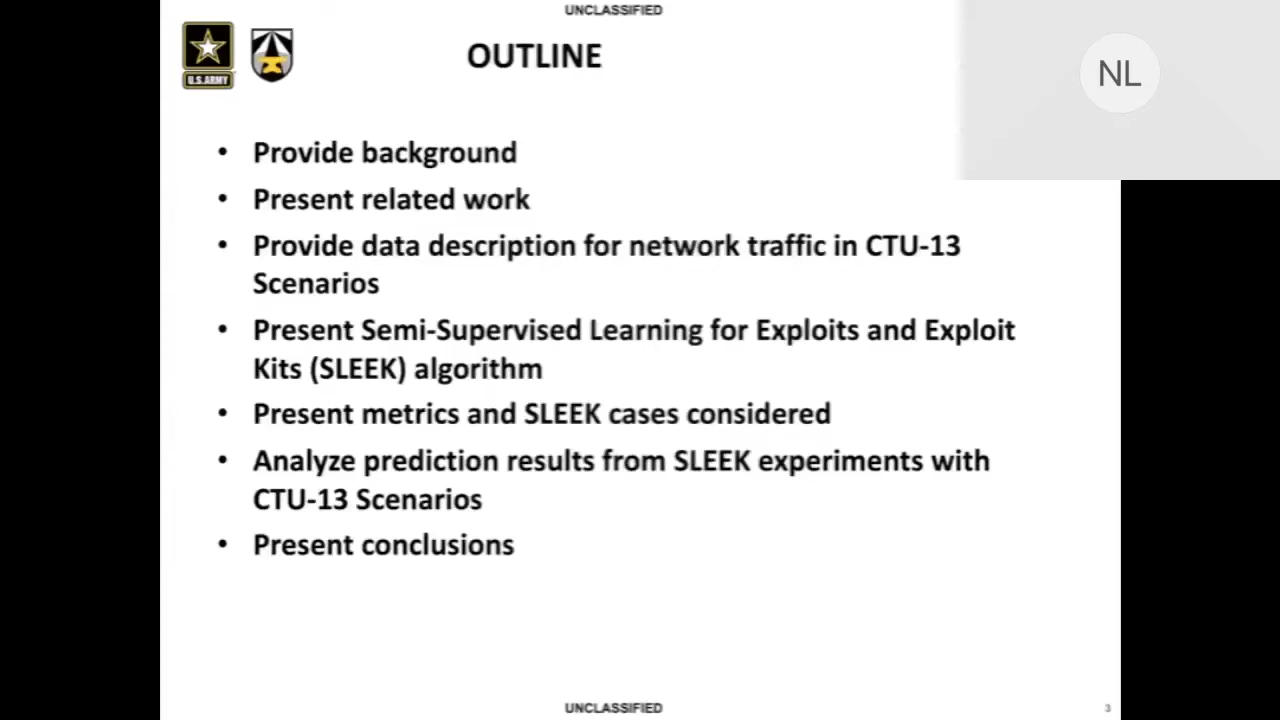 UNCLASSIFIED
U.S.ARMY
OUTLINE
NL
• Provide background
• Present related work
• Provide data description for network traffic in CTU-13
Scenarios
• Present Semi-Supervised Learning for Exploits and Exploit
Kits (SLEEK) algorithm
• Present metrics and SLEEK cases considered
• Analyze prediction results from SLEEK experiments with
CTU-13 Scenarios
• Present conclusions
UNCLASSIFIED
3